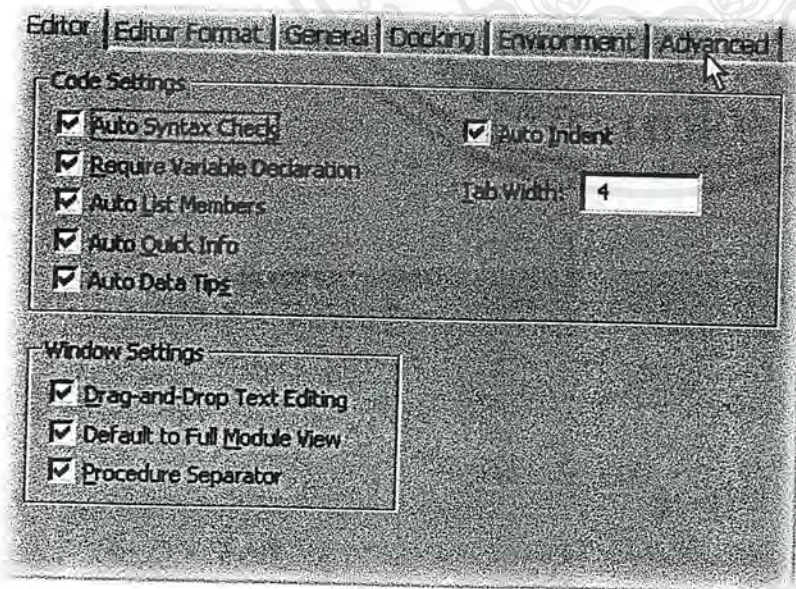 Editor Editor Format General Docking Environment Advanced
Code Settings
Auto Syntax Check Auto Indent
Require Variable Declaration
Tab Width: 4
Auto List Members
Auto Quick Info
Auto Data Tips
Window Settings
Drag-and-Drop Text Editing
Default to Full Module View
Procedure Separator